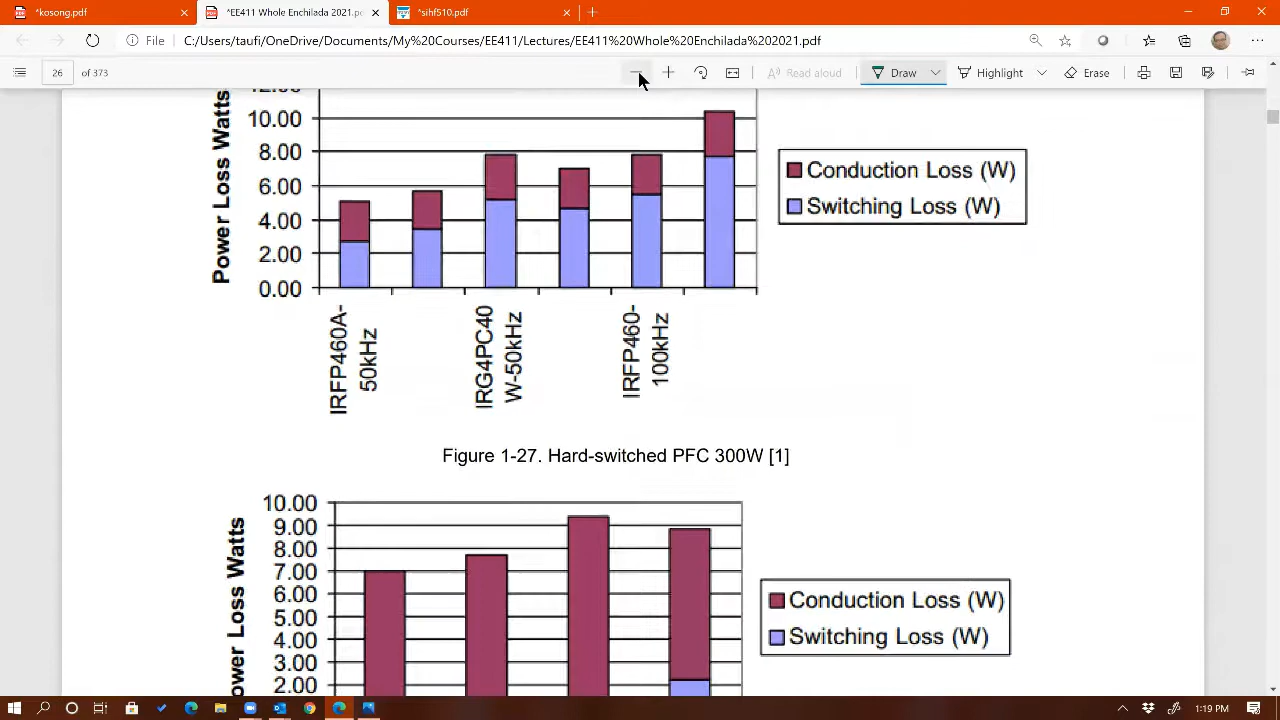 *kosong.pdf
*EE411 Whole Enchilada 2021.p
*sihf510.pdf
File
C:/Users/taufi/OneDrive/Documents/My%20Courses/EE411/Lectures/EE411%20Whole%20Enchilada%202021.pdf
26 of 373
Read aloud
Draw
Highlight
Erase
Power Loss Watts
12.00
10.00
8.00
6.00
4.00
2.00
0.00
Conduction Loss (W)
Switching Loss (W)
IRFP460A-
50kHz
IRG4PC40
W-50kHz
IRFP460-
100kHz
Figure 1-27. Hard-switched PFC 300W [1]
ower Loss Watts
10.00
9.00
8.00
7.00
6.00
5.00
4.00
3.00
2.00
Conduction Loss (W)
Switching Loss (W)
1:19 PM